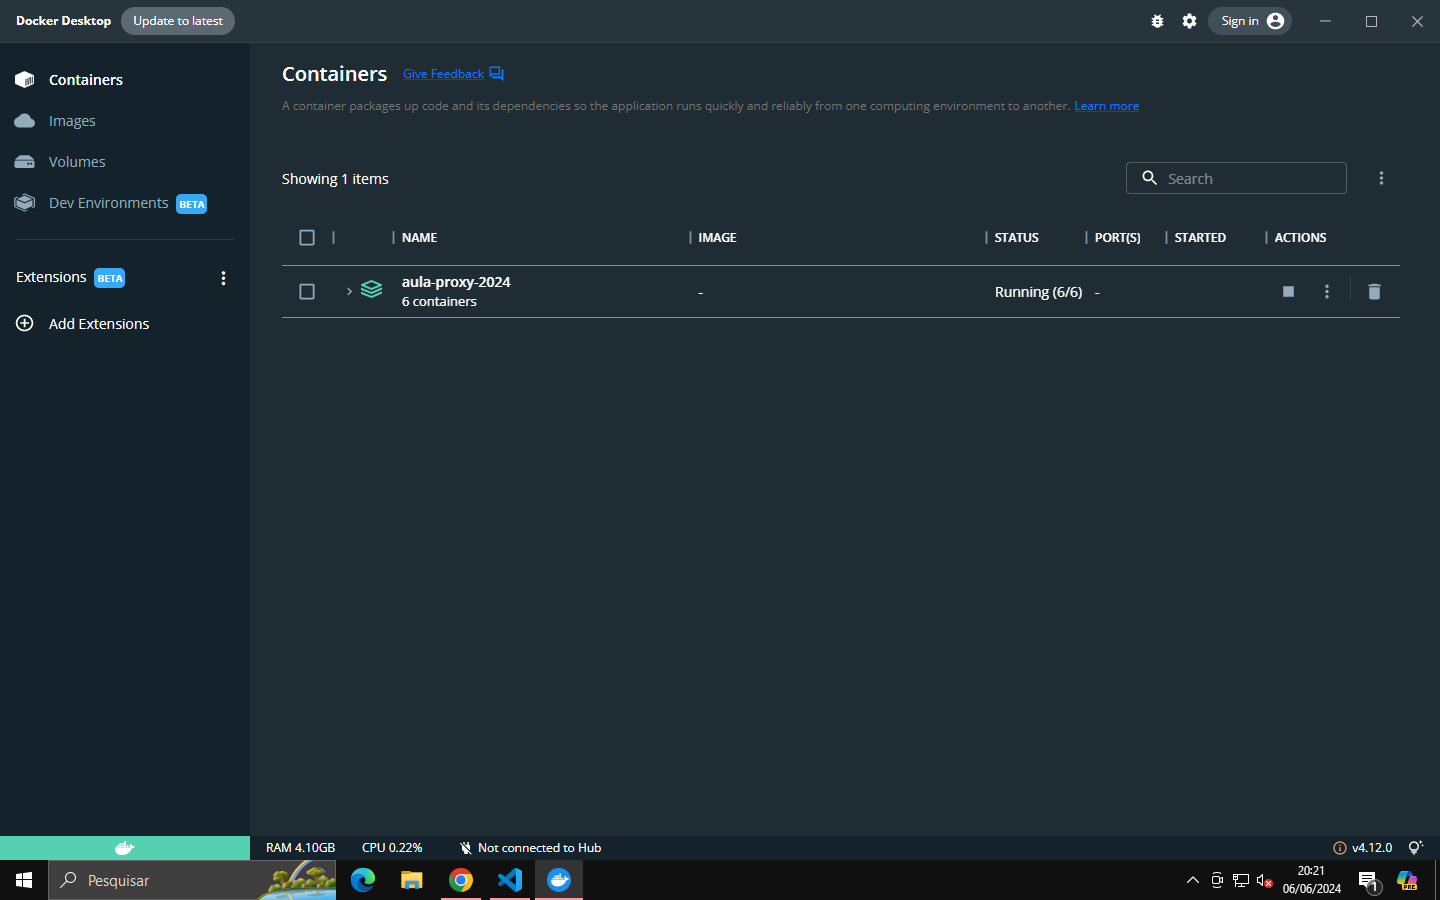 Docker Desktop Update to latest Sign in
Containers
Images
Volumes
Dev Environments BETA
Extensions BETA
Add Extensions
Containers Give Feedback
A container packages up code and its dependencies so the application runs quickly and reliably from one computing environment to another. Learn more
Showing 1 items Search
NAME IMAGE STATUS PORT(S) STARTED ACTIONS
aula-proxy-2024 - Running (6/6) -
6 containers
RAM 4.10GB CPU 0.22% Not connected to Hub v4.12.0
Pesquisar
20:21
06/06/2024
1
PRE